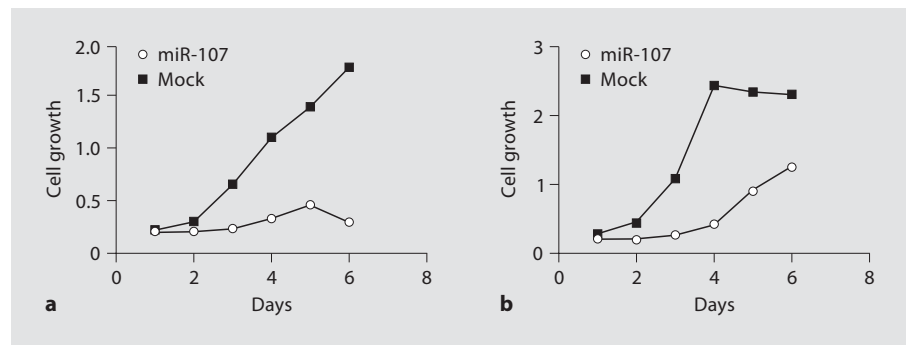 miR-107
Mock
Cell growth
2.0
1.5
1.0
0.5
0
0 2 4 6 8
Days
a
miR-107
Mock
Cell growth
3
2
1
0
0 2 4 6 8
Days
b